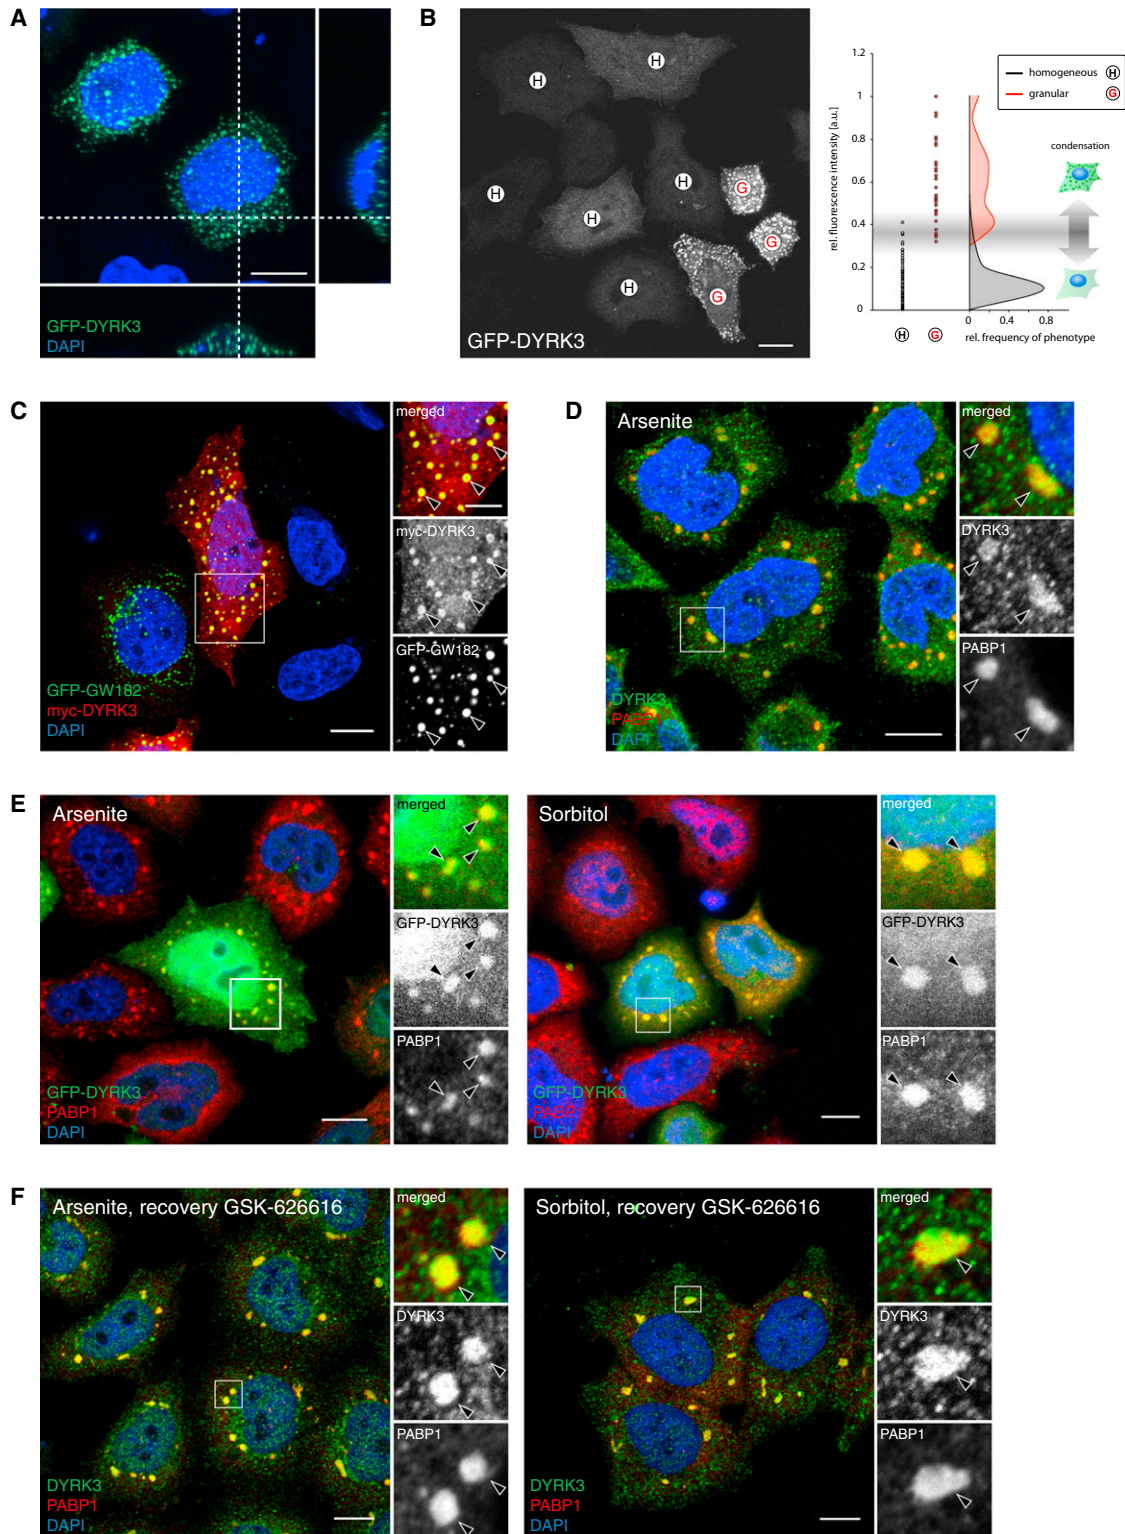 A
GFP-DYRK3
DAPI
B
H
H
H
H
H
H
G
G
G
GFP-DYRK3
1.2
1
0.8
0.6
0.4
0.2
0
rel. fluorescence intensity [a.u.]
H
G
0
0.4
0.8
rel. frequency of phenotype
homogeneous H
granular G
condensation
C
GFP-GW182
myc-DYRK3
DAPI
merged
myc-DYRK3
GFP-GW182
D
Arsenite
DYRK3
PABP1
DAPI
merged
DYRK3
PABP1
E
Arsenite
GFP-DYRK3
PABP1
DAPI
merged
GFP-DYRK3
PABP1
Sorbitol
GFP-DYRK3
PABP1
DAPI
merged
GFP-DYRK3
PABP1
F
Arsenite, recovery GSK-626616
DYRK3
PABP1
DAPI
merged
DYRK3
PABP1
Sorbitol, recovery GSK-626616
DYRK3
PABP1
DAPI
merged
DYRK3
PABP1